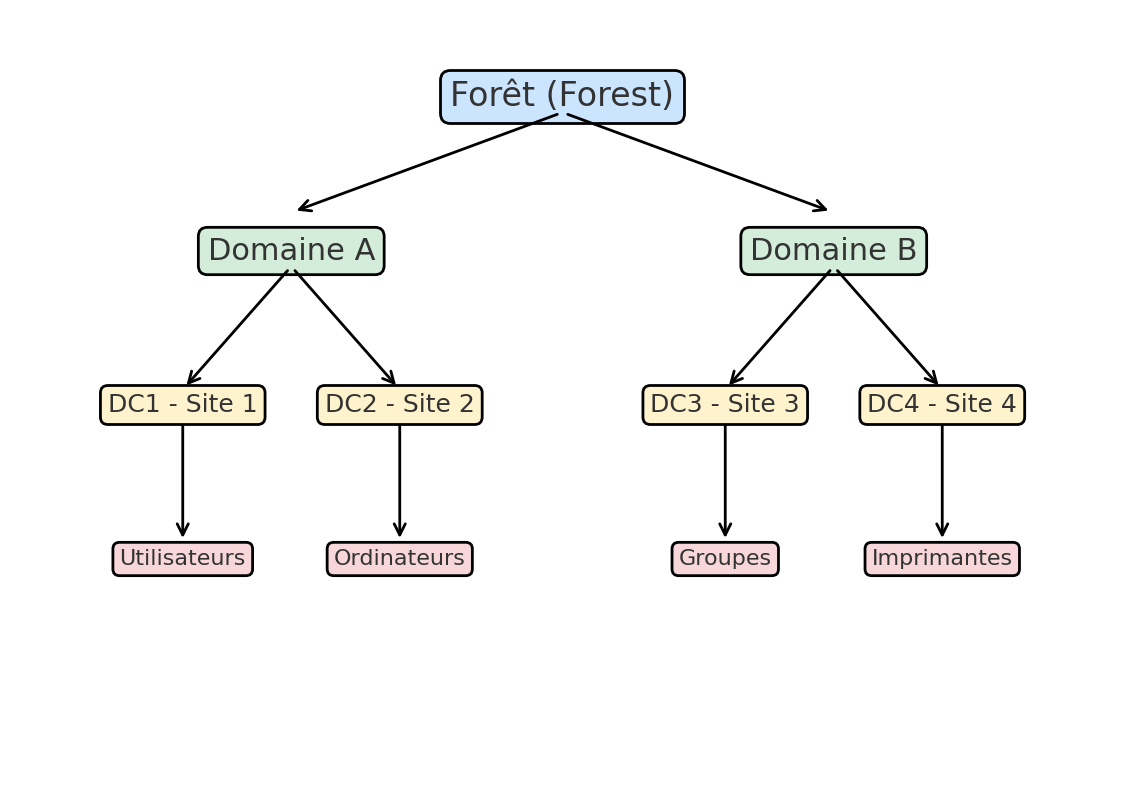 Forêt (Forest)
Domaine A
Domaine B
DC1 - Site 1
DC2 - Site 2
DC3 - Site 3
DC4 - Site 4
Utilisateurs
Ordinateurs
Groupes
Imprimantes